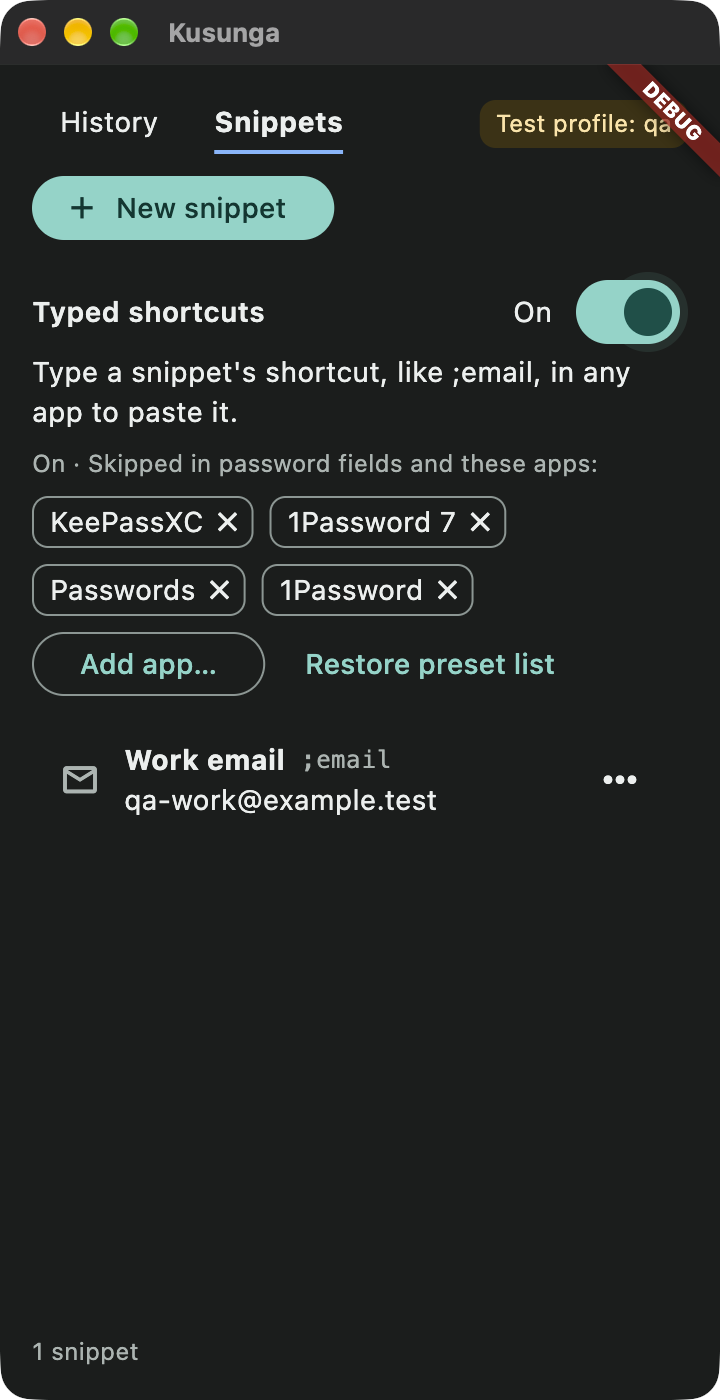 Kusunga
DEBUG
History Snippets Test profile: qa
+ New snippet
Typed shortcuts On
Type a snippet's shortcut, like ;email, in any
app to paste it.
On · Skipped in password fields and these apps:
KeePassXC ✕ 1Password 7 ✕
Passwords ✕ 1Password ✕
Add app... Restore preset list
Work email ;email
qa-work@example.test
1 snippet